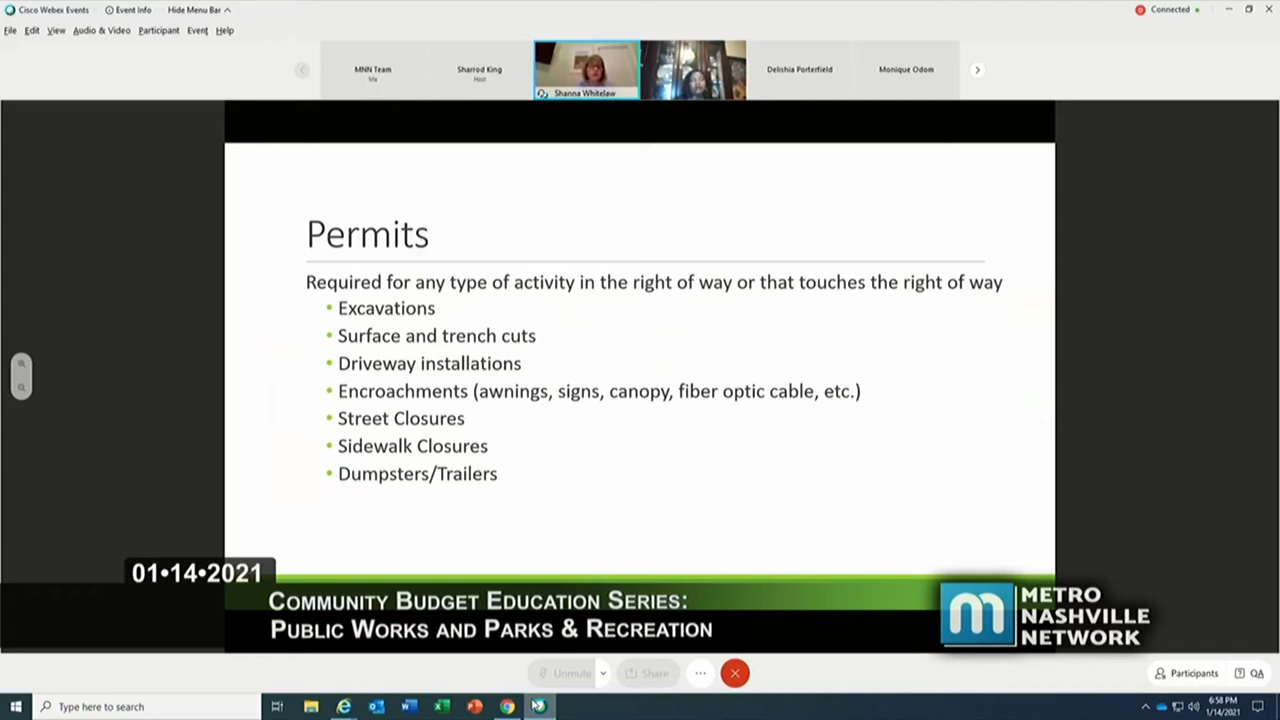 Cisco Webex Events
Event Info
Hide Menu Bar
Connected
File Edit View Audio & Video Participant Event Help
MNN Team
Me
Sharrod King
Host
Shanna Whitelaw
Delishia Porterfield
Monique Odom
Permits
Required for any type of activity in the right of way or that touches the right of way
• Excavations
• Surface and trench cuts
• Driveway installations
• Encroachments (awnings, signs, canopy, fiber optic cable, etc.)
• Street Closures
• Sidewalk Closures
• Dumpsters/Trailers
01•14•2021
COMMUNITY BUDGET EDUCATION SERIES:
PUBLIC WORKS AND PARKS & RECREATION
m
METRO
NASHVILLE
NETWORK
Unmute
Share
Participants
Q&A
Type here to search
6:58 PM
1/14/2021